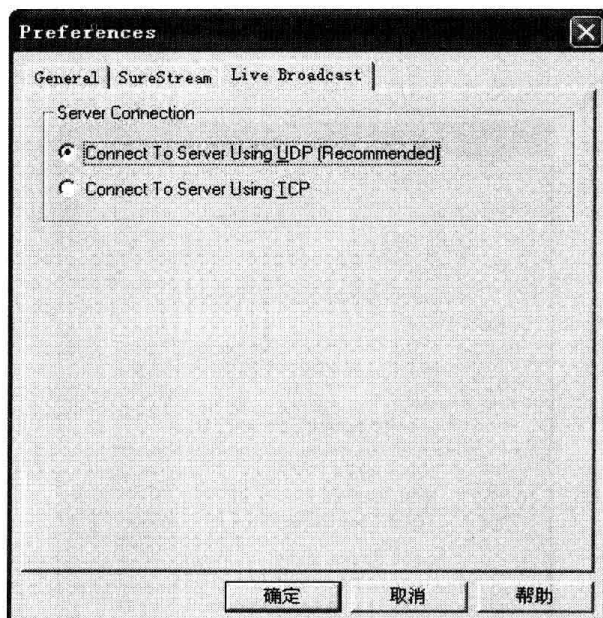 Preferences
General | SureStream | Live Broadcast
Server Connection
Connect To Server Using UDP (Recommended)
Connect To Server Using TCP
确定 取消 帮助